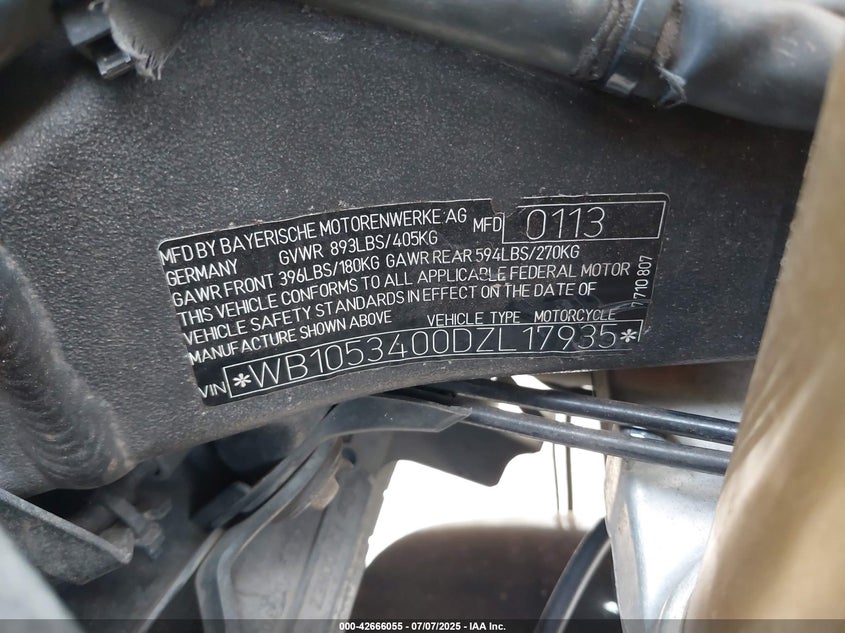 MFD BY BAYERISCHE MOTORENWERKE AG MFD 0113
GERMANY GVWR 893LBS/405KG
GAWR FRONT 396LBS/180KG GAWR REAR 594LBS/270KG
THIS VEHICLE CONFORMS TO ALL APPLICABLE FEDERAL MOTOR
VEHICLE SAFETY STANDARDS IN EFFECT ON THE DATE OF
MANUFACTURE SHOWN ABOVE VEHICLE TYPE MOTORCYCLE
VIN *WB1053400DZL17935*
7 710 807
000-42666055 | 07/07/2025 - IAA Inc.